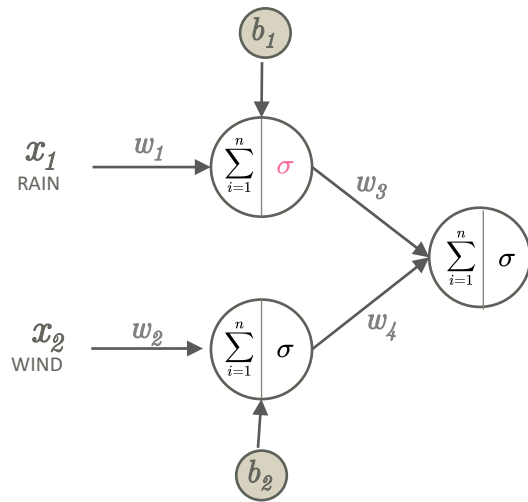 b₁
x₁ w₁ n ∑ i=1 σ
RAIN
w₃
n ∑ i=1 σ
x₂ w₂ n ∑ i=1 σ w₄
WIND
b₂